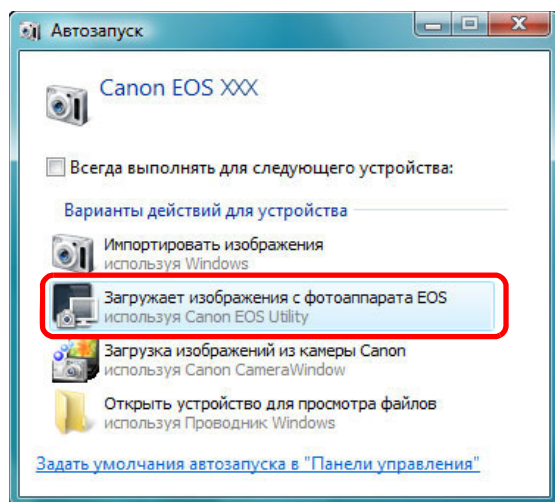 Автозапуск
Canon EOS XXX
Всегда выполнять для следующего устройства:
Варианты действий для устройства
Импортировать изображения
используя Windows
Загружает изображения с фотоаппарата EOS
используя Canon EOS Utility
Загрузка изображений из камеры Canon
используя Canon CameraWindow
Открыть устройство для просмотра файлов
используя Проводник Windows
Задать умолчания автозапуска в "Панели управления"